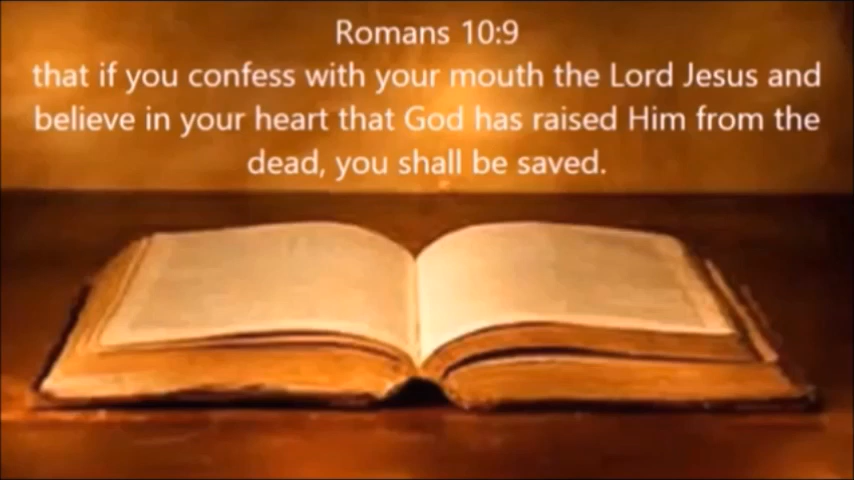 Romans 10:9
that if you confess with your mouth the Lord Jesus and
believe in your heart that God has raised Him from the
dead, you shall be saved.